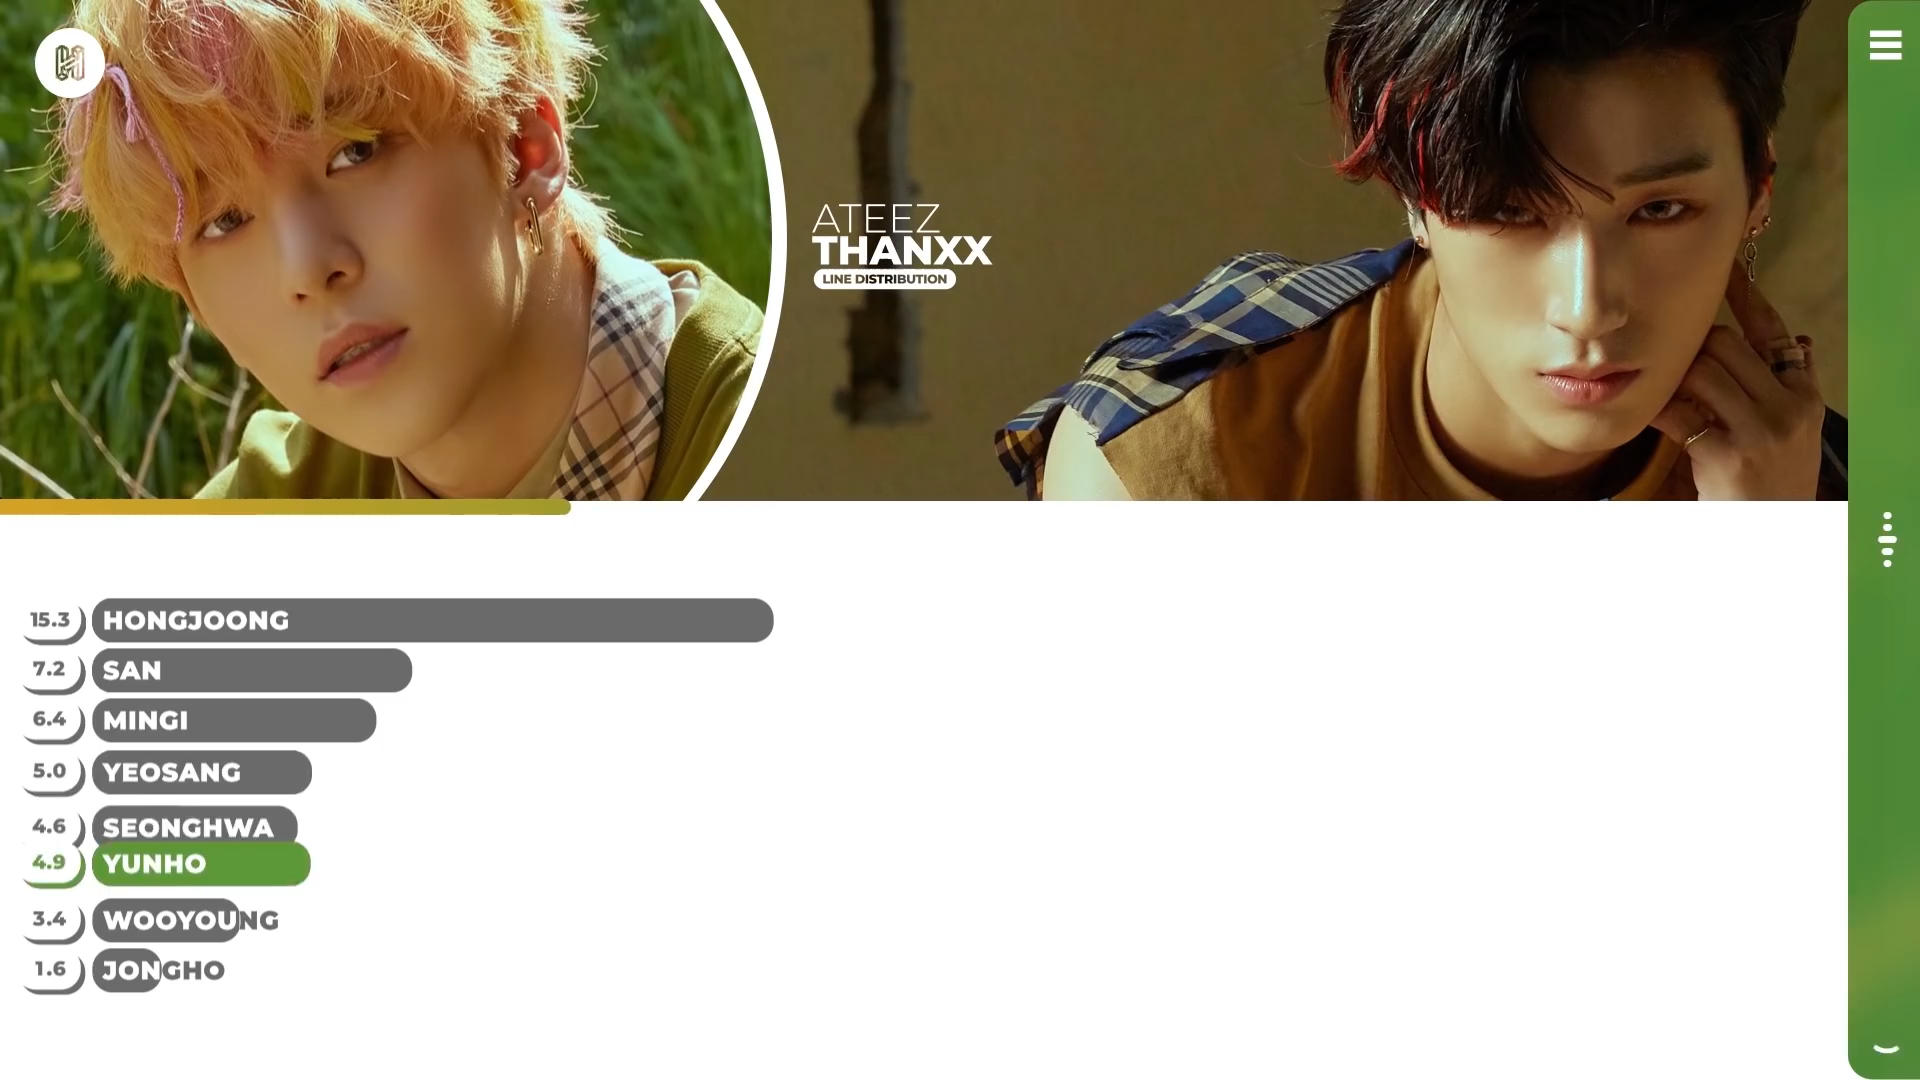 ATEEZ
THANXX
LINE DISTRIBUTION
15.3 HONGJOONG
7.2 SAN
6.4 MINGI
5.0 YEOSANG
4.6 SEONGHWA
4.9 YUNHO
3.4 WOOYOUNG
1.6 JONGHO